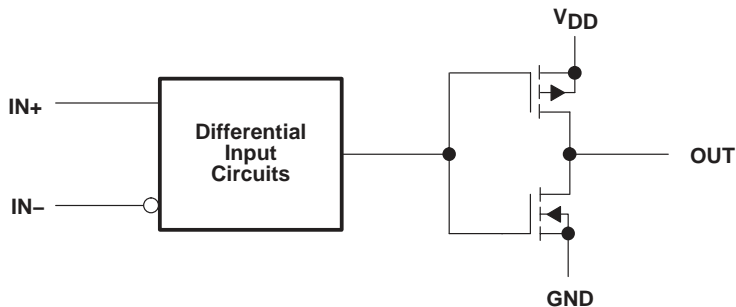 VDD
IN+
Differential
Input
Circuits
OUT
IN–
GND